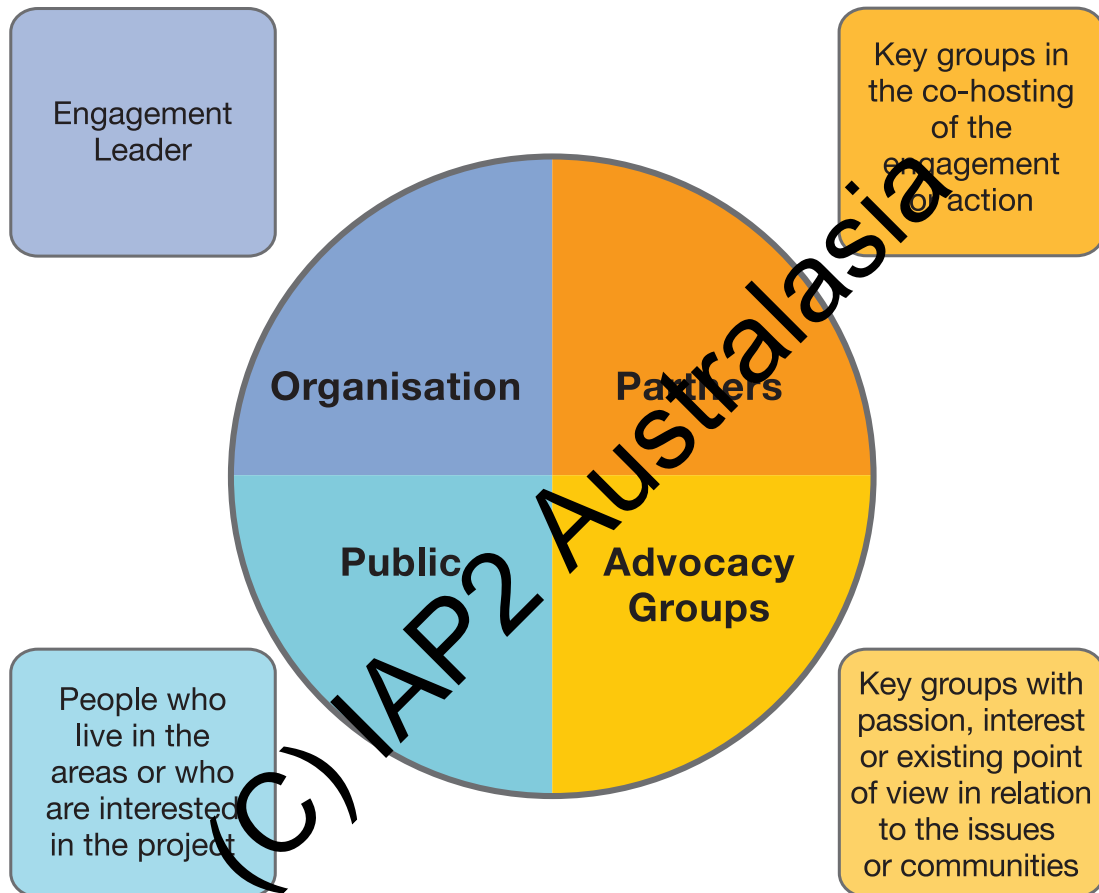 Engagement
Leader
Key groups in
the co-hosting
of the
engagement
or action
Organisation
Partners
Public
Advocacy
Groups
People who
live in the
areas or who
are interested
in the project
Key groups with
passion, interest
or existing point
of view in relation
to the issues
or communities
(C) IAP2 Australasia